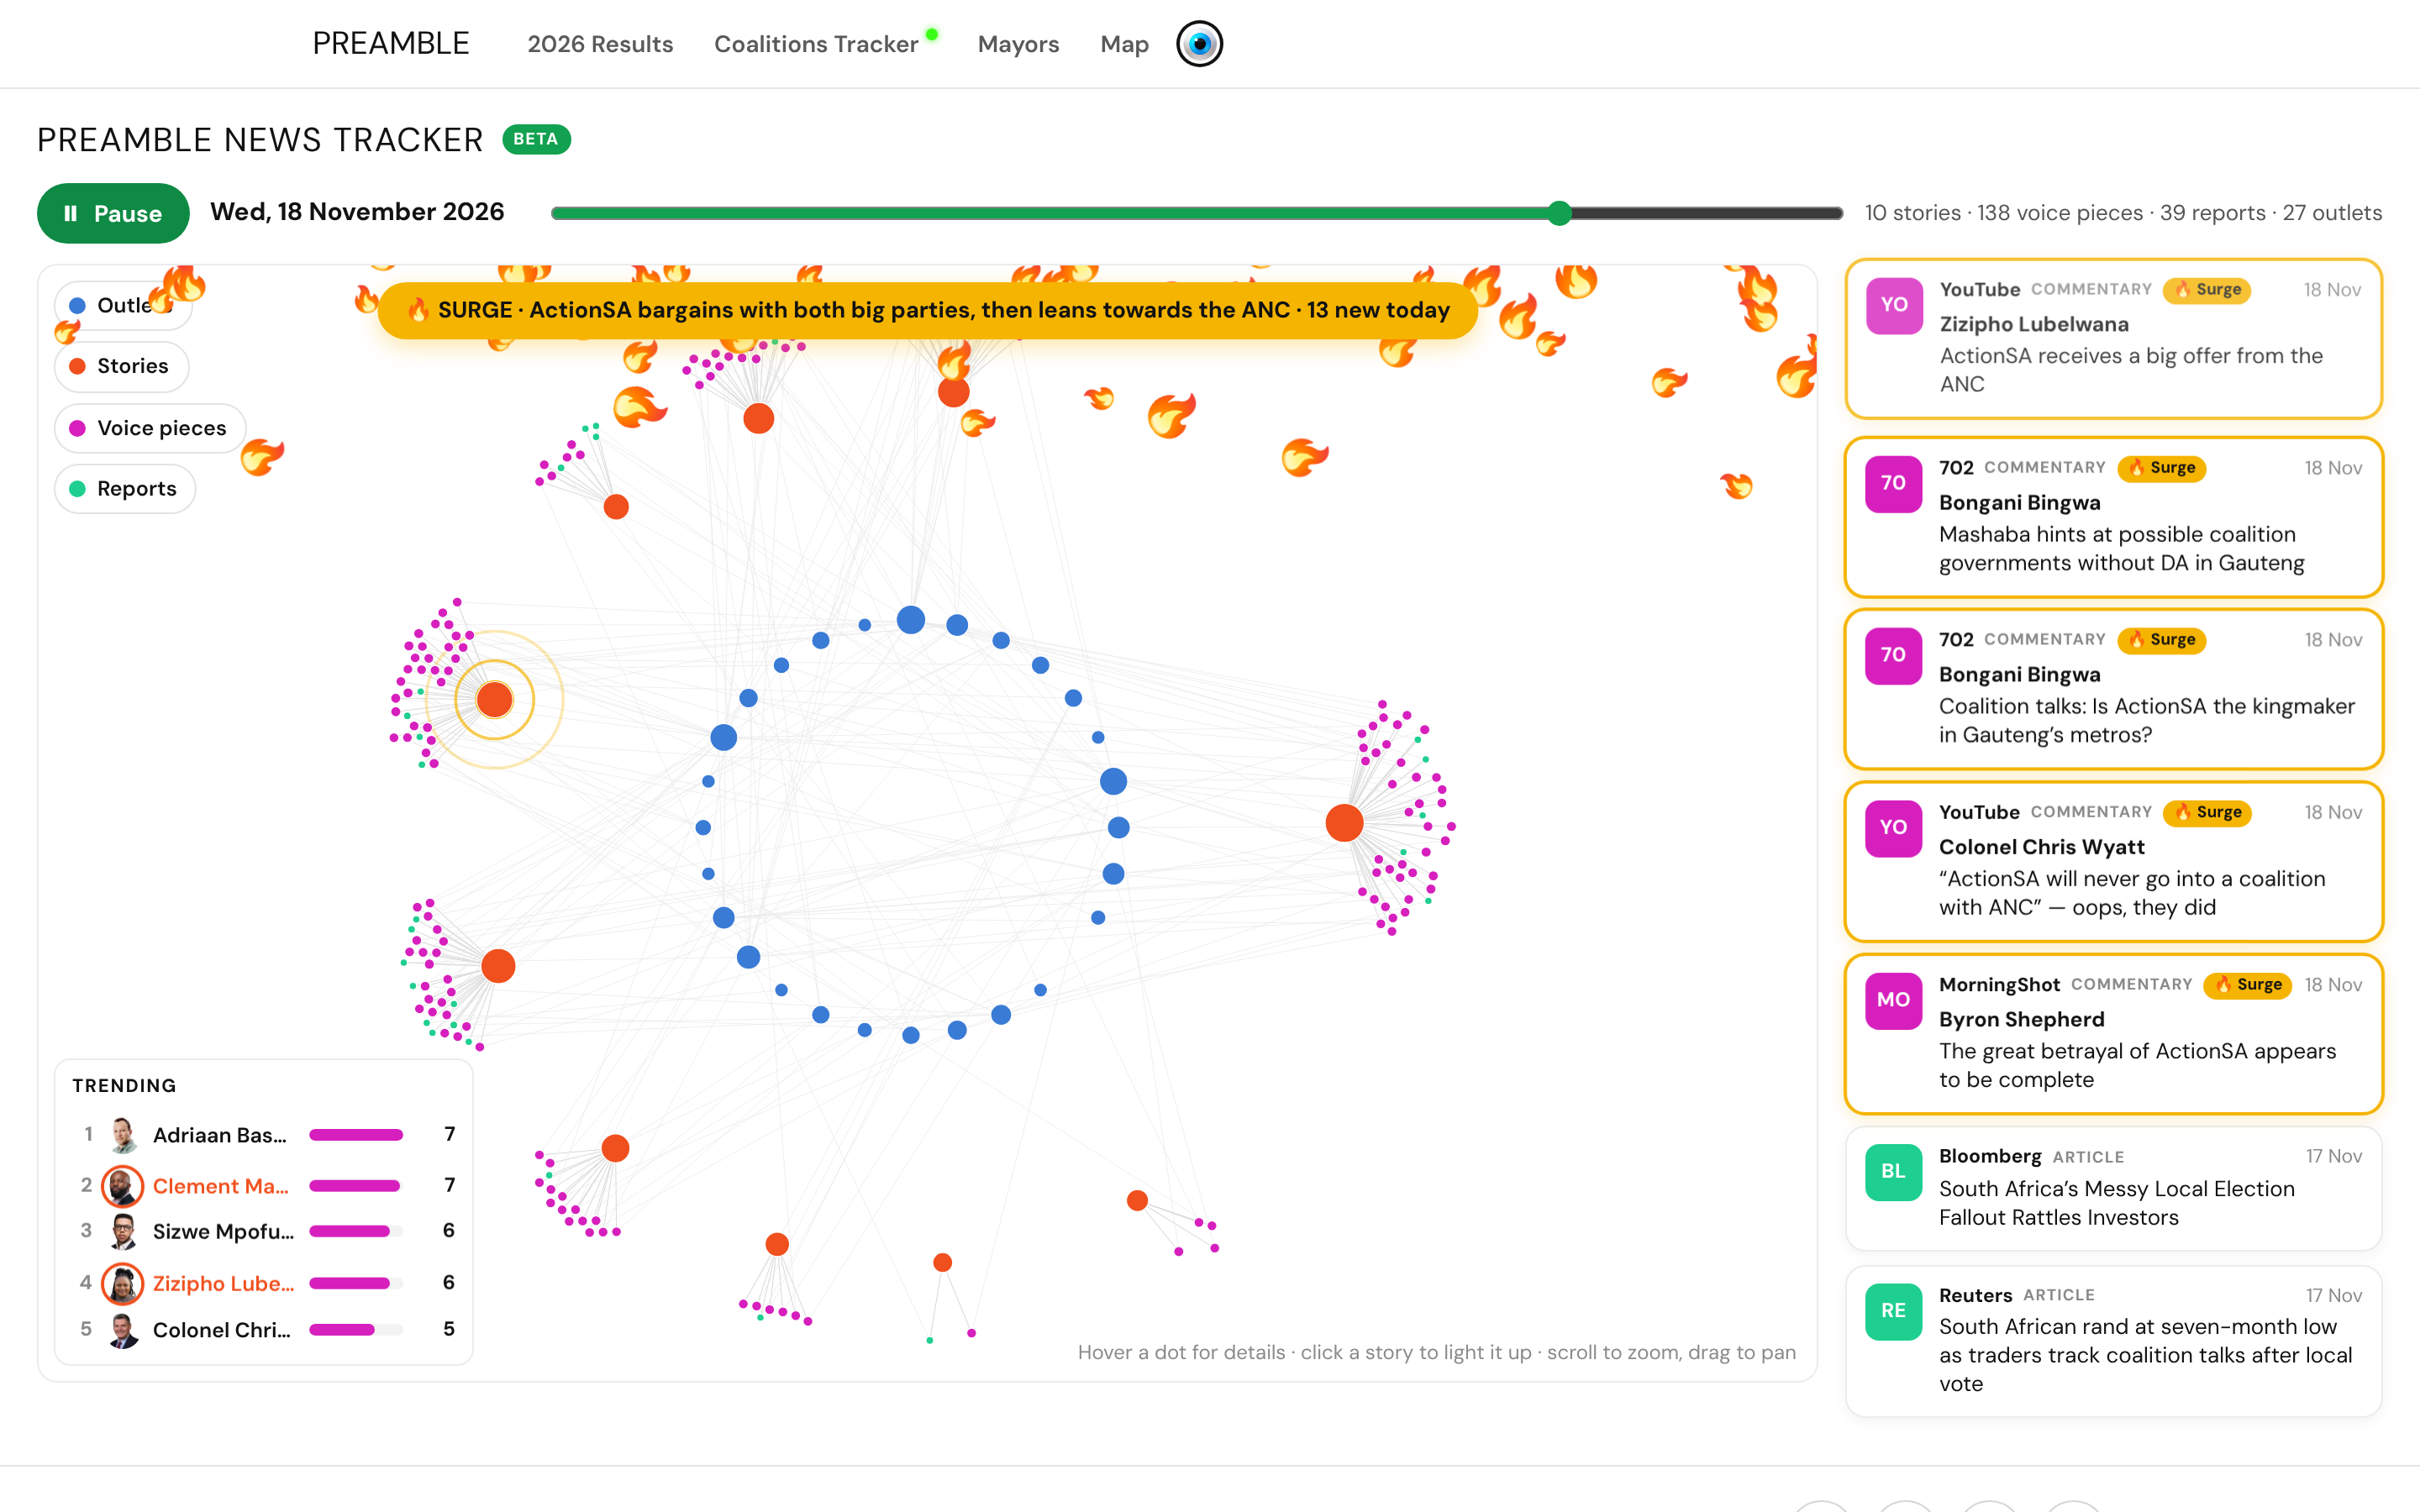 PREAMBLE
2026 Results
Coalitions Tracker
Mayors
Map
PREAMBLE NEWS TRACKER BETA
Pause
Wed, 18 November 2026
10 stories · 138 voice pieces · 39 reports · 27 outlets
Stories
Voice pieces
Reports
SURGE · ActionSA bargains with both big parties, then leans towards the ANC · 13 new today
TRENDING
1 Adriaan Bas... 7
2 Clement Ma... 7
3 Sizwe Mpofu... 6
4 Zizipho Lube... 6
5 Colonel Chri... 5
Hover a dot for details · click a story to light it up · scroll to zoom, drag to pan
YO
YouTube COMMENTARY Surge 18 Nov
Zizipho Lubelwana
ActionSA receives a big offer from the
ANC
70
702 COMMENTARY Surge 18 Nov
Bongani Bingwa
Mashaba hints at possible coalition
governments without DA in Gauteng
70
702 COMMENTARY Surge 18 Nov
Bongani Bingwa
Coalition talks: Is ActionSA the kingmaker
in Gauteng’s metros?
YO
YouTube COMMENTARY Surge 18 Nov
Colonel Chris Wyatt
“ActionSA will never go into a coalition
with ANC” — oops, they did
MO
MorningShot COMMENTARY Surge 18 Nov
Byron Shepherd
The great betrayal of ActionSA appears
to be complete
BL
Bloomberg ARTICLE 17 Nov
South Africa’s Messy Local Election
Fallout Rattles Investors
RE
Reuters ARTICLE 17 Nov
South African rand at seven-month low
as traders track coalition talks after local
vote